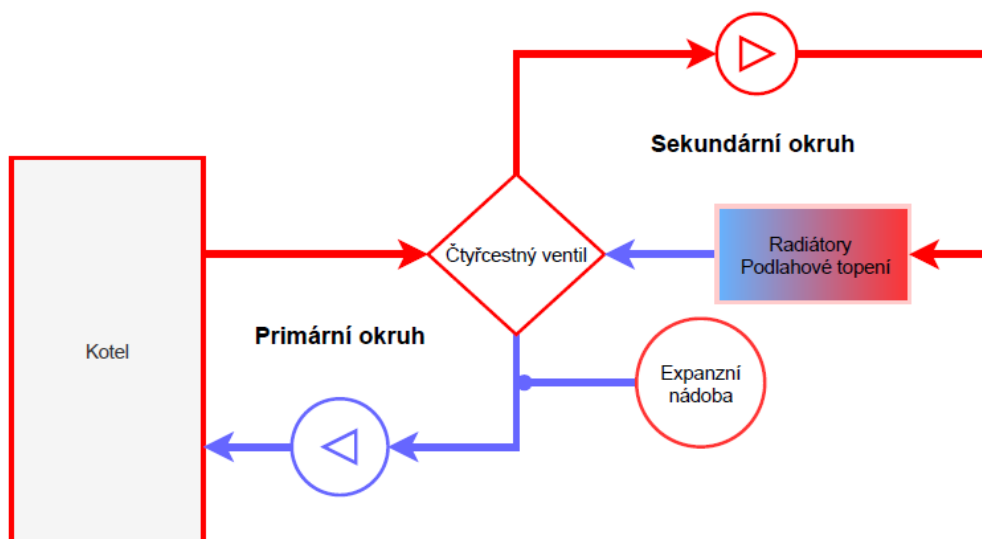 Sekundární okruh
Čtyřcestný ventil
Radiátory
Podlahové topení
Primární okruh
Kotel
Expanzní
nádoba